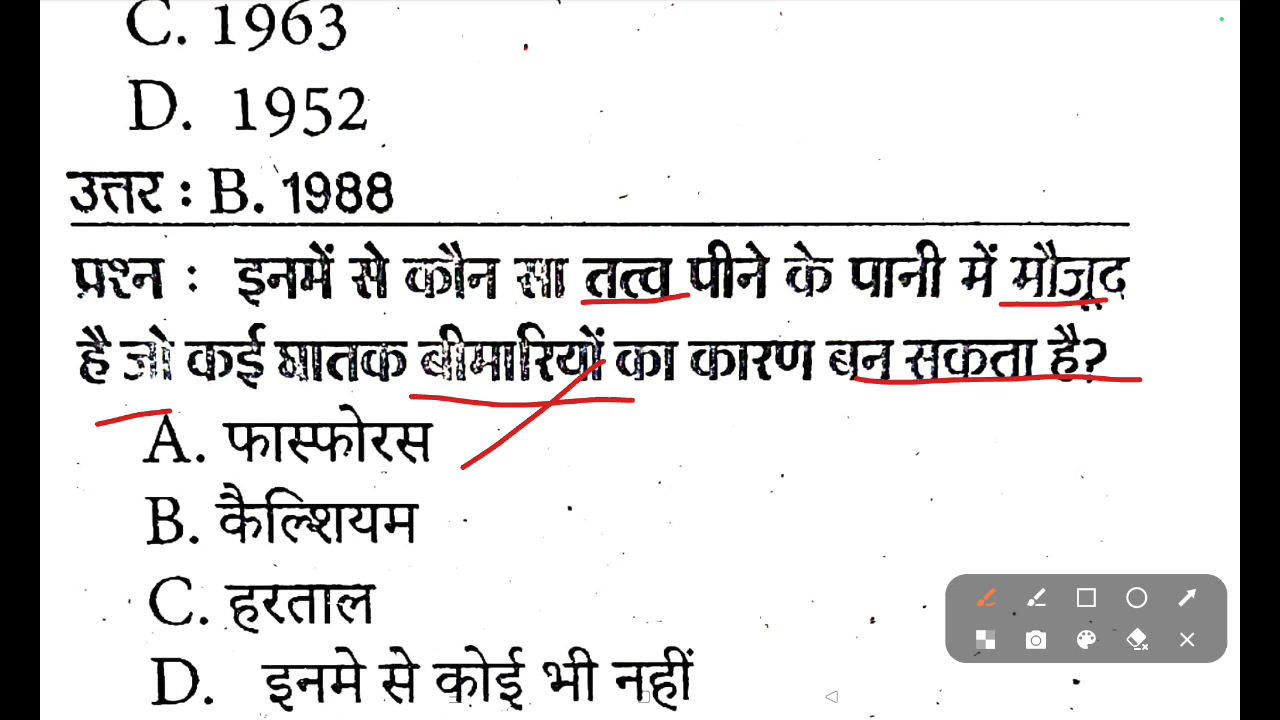 C. 1963
D. 1952
उत्तर : B. 1988
प्रश्न : इनमें से कौन सा तत्व पीने के पानी में मौजूद
है जो कई घातक बीमारियों का कारण बन सकता है?
A. फास्फोरस
B. कैल्शियम
C. हरताल
D. इनमे से कोई भी नहीं